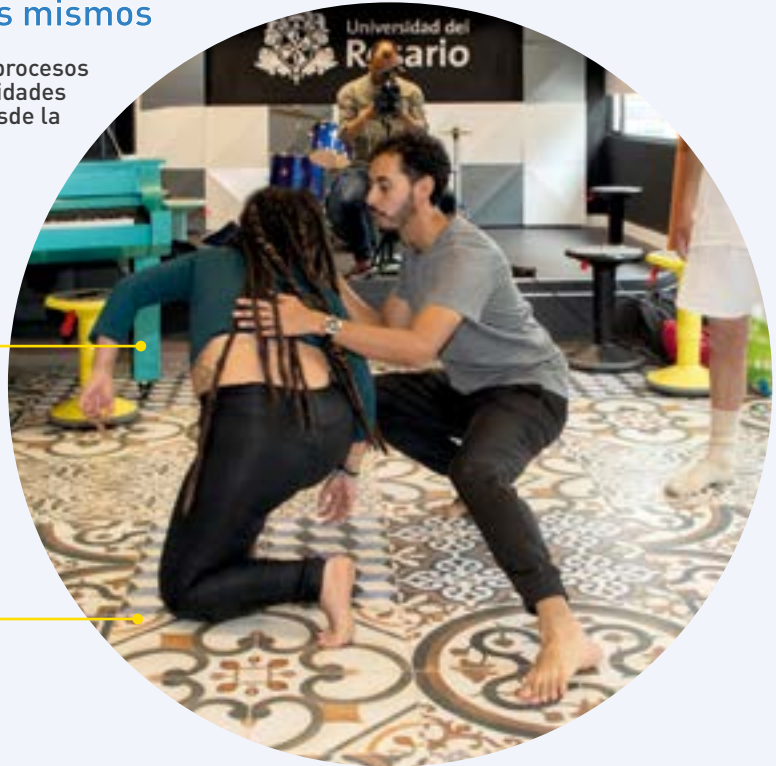 s mismos
procesos
idades
sde la
Universidad del
Rosario